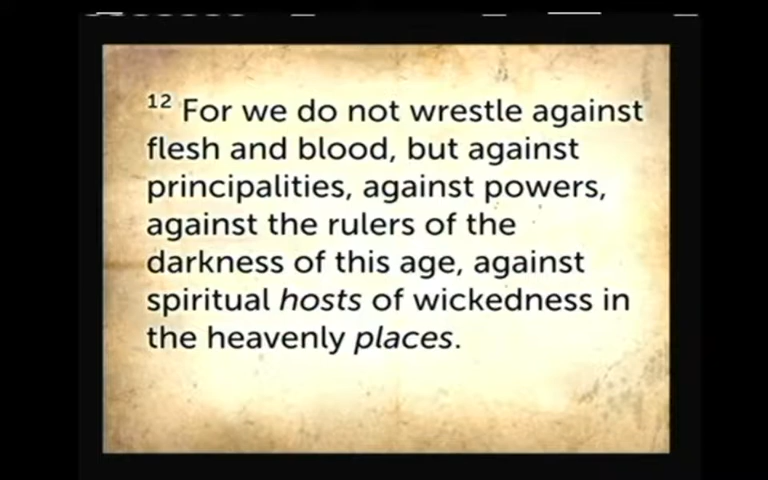 12 For we do not wrestle against
flesh and blood, but against
principalities, against powers,
against the rulers of the
darkness of this age, against
spiritual hosts of wickedness in
the heavenly places.